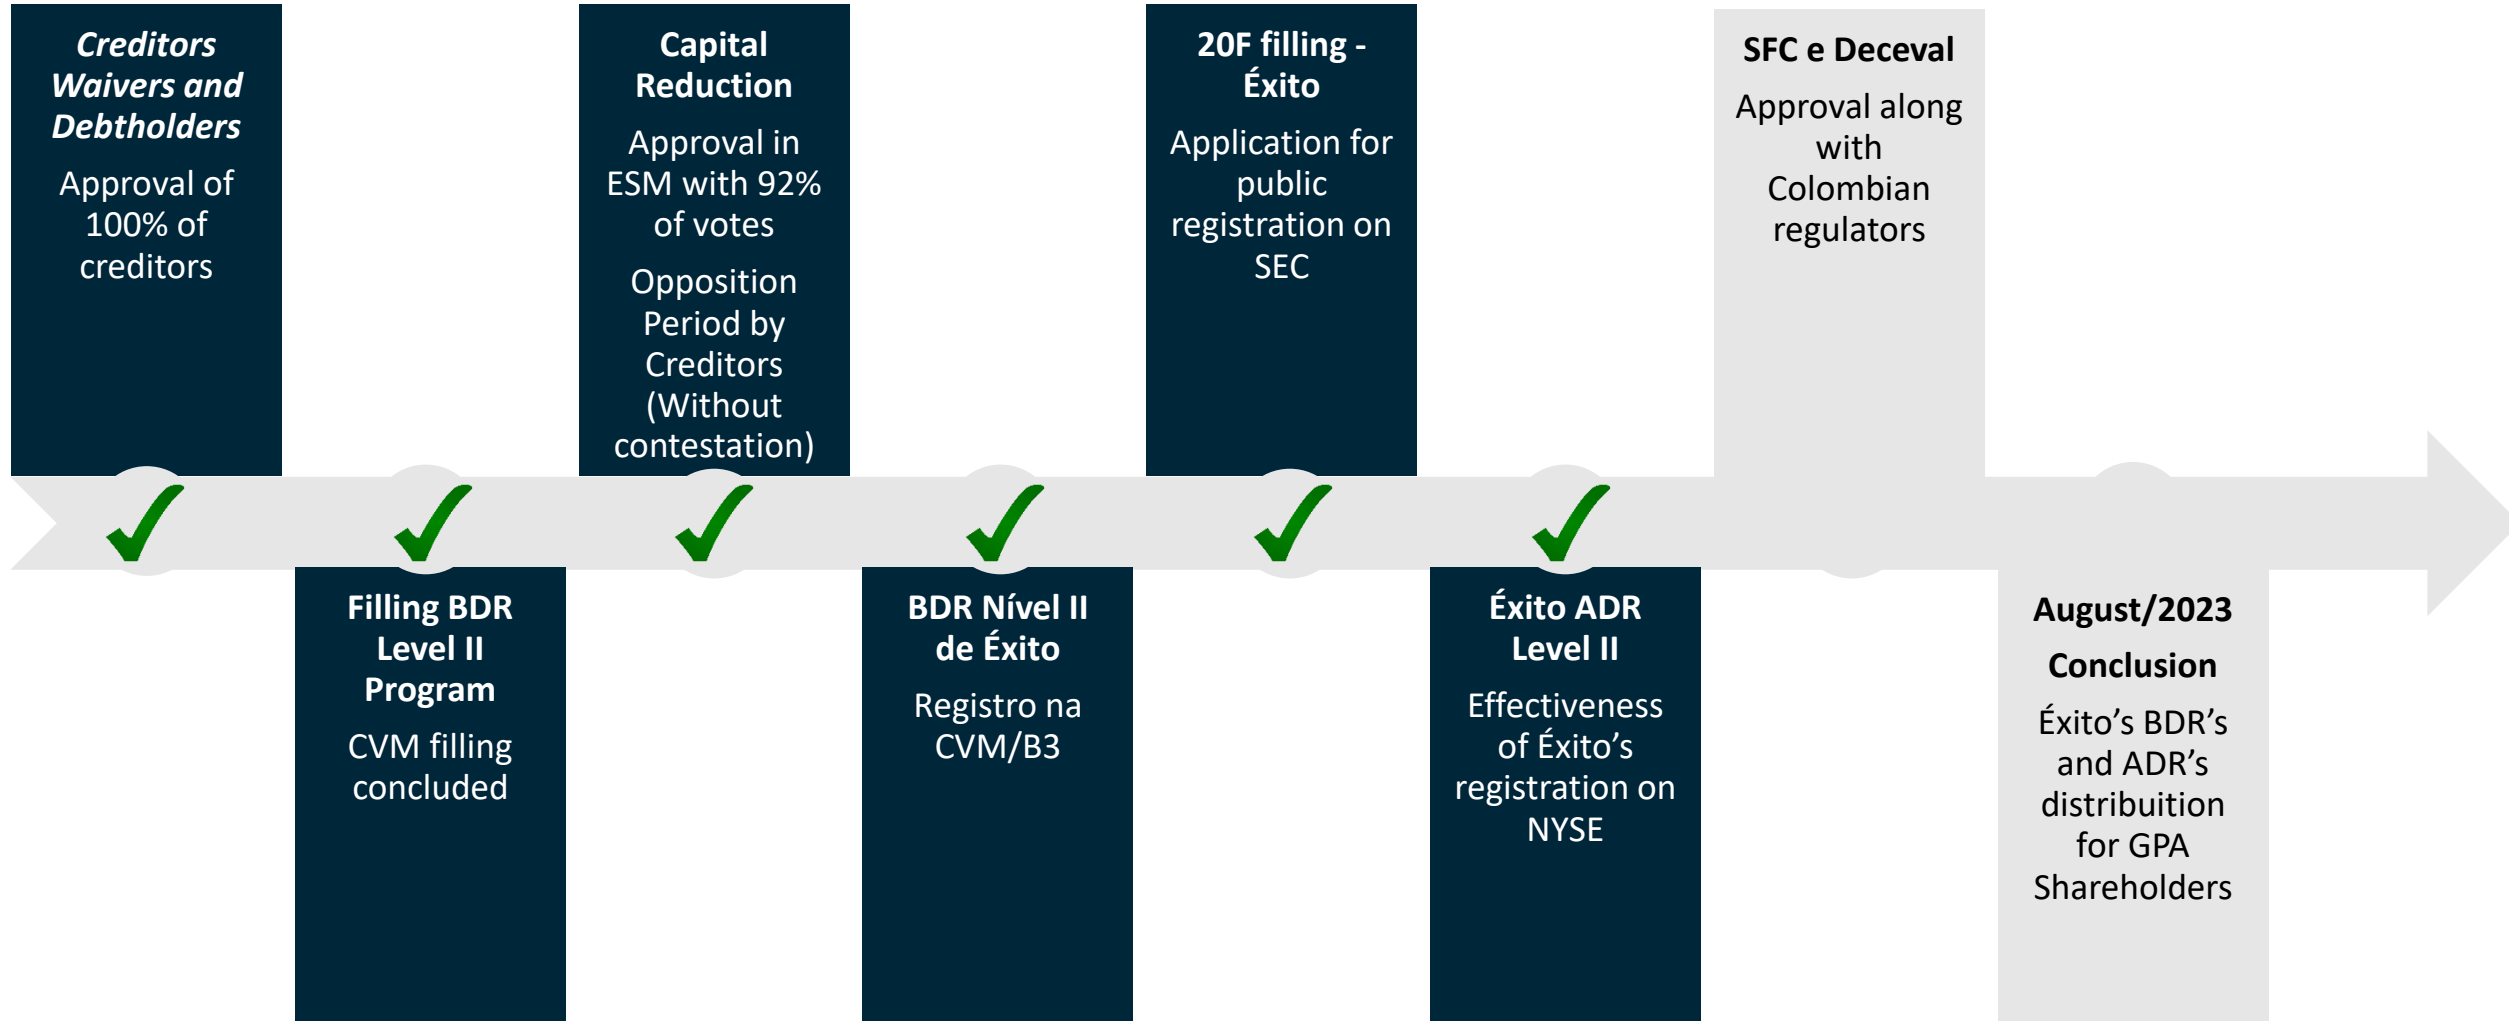 Creditors
Waivers and
Debtholders
Approval of
100% of
creditors
Filling BDR
Level II
Program
CVM filling
concluded
Capital
Reduction
Approval in
ESM with 92%
of votes
Opposition
Period by
Creditors
(Without
contestation)
BDR Nível II
de Éxito
Registro na
CVM/B3
20F filling -
Éxito
Application for
public
registration on
SEC
Éxito ADR
Level II
Effectiveness
of Éxito’s
registration on
NYSE
SFC e Deceval
Approval along
with
Colombian
regulators
August/2023
Conclusion
Éxito’s BDR’s
and ADR’s
distribuition
for GPA
Shareholders